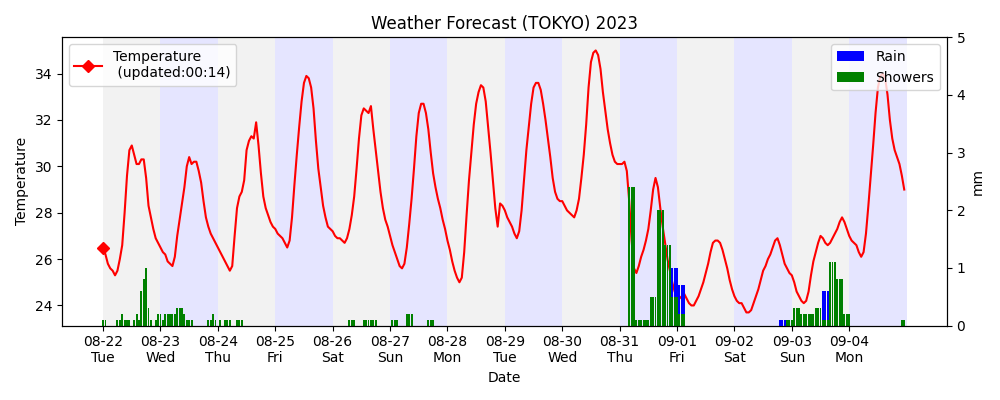 Weather Forecast (TOKYO) 2023
Temperature
(updated:00:14)
Rain
Showers
Temperature
34
32
30
28
26
24
5
4
3
2
1
0
mm
08-22 08-23 08-24 08-25 08-26 08-27 08-28 08-29 08-30 08-31 09-01 09-02 09-03 09-04
Tue Wed Thu Fri Sat Sun Mon Tue Wed Thu Fri Sat Sun Mon
Date